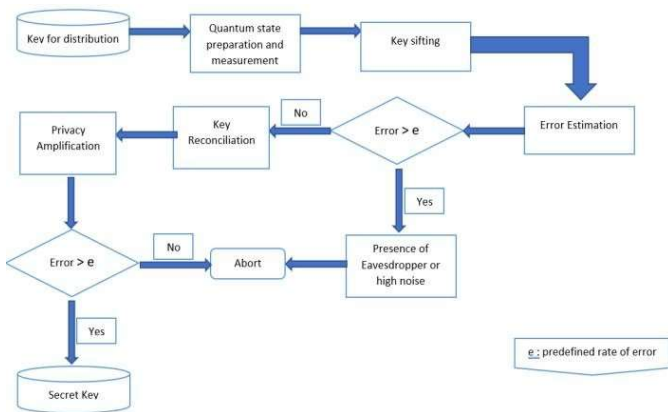 Key for distribution
Quantum state
preparation and
measurement
Key sifting
Error Estimation
Error > e
No
Key
Reconciliation
Privacy
Amplification
Yes
Presence of
Eavesdropper or
high noise
Error > e
No
Abort
Yes
Secret Key
e : predefined rate of error